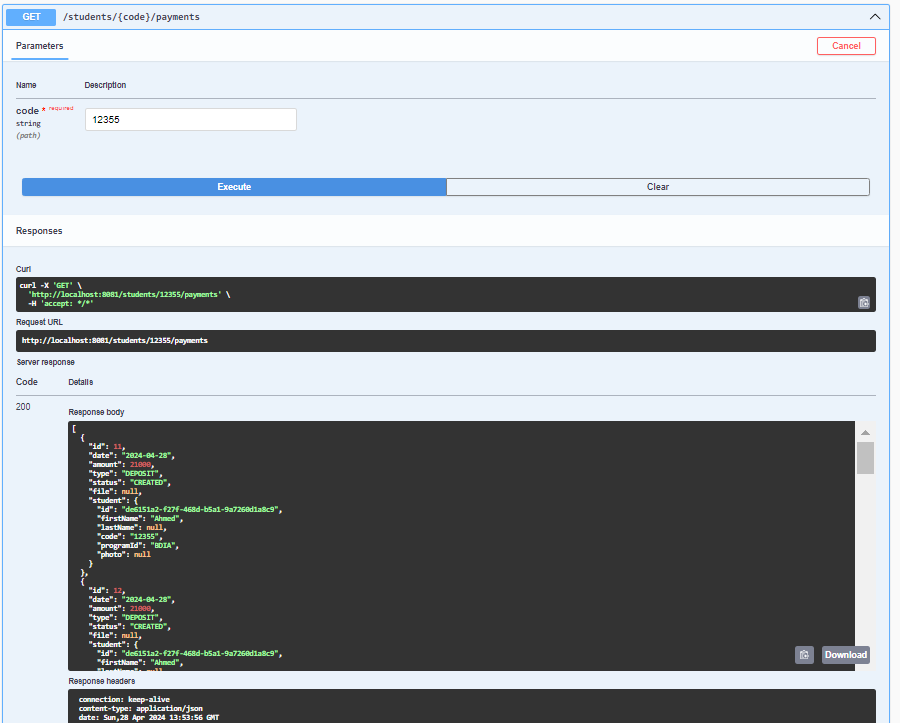 GET /students/{code}/payments
Parameters
Cancel
Name Description
code * required
string
(path)
12355
Execute Clear
Responses
Curl
curl -X 'GET' \
'http://localhost:8081/students/12355/payments' \
-H 'accept: */*'
Request URL
http://localhost:8081/students/12355/payments
Server response
Code Details
200
Response body
[
{
"id": 11,
"date": "2024-04-28",
"amount": 21000,
"type": "DEPOSIT",
"status": "CREATED",
"file": null,
"student": {
"id": "de6151a2-f27f-468d-b5a1-9a7260d1a8c9",
"firstName": "Ahmed",
"lastName": null,
"code": "12355",
"programId": "BDIA",
"photo": null
}
},
{
"id": 12,
"date": "2024-04-28",
"amount": 21000,
"type": "DEPOSIT",
"status": "CREATED",
"file": null,
"student": {
"id": "de6151a2-f27f-468d-b5a1-9a7260d1a8c9",
"firstName": "Ahmed",
"lastName": null
Download
Response headers
connection: keep-alive
content-type: application/json
date: Sun,28 Apr 2024 13:53:56 GMT